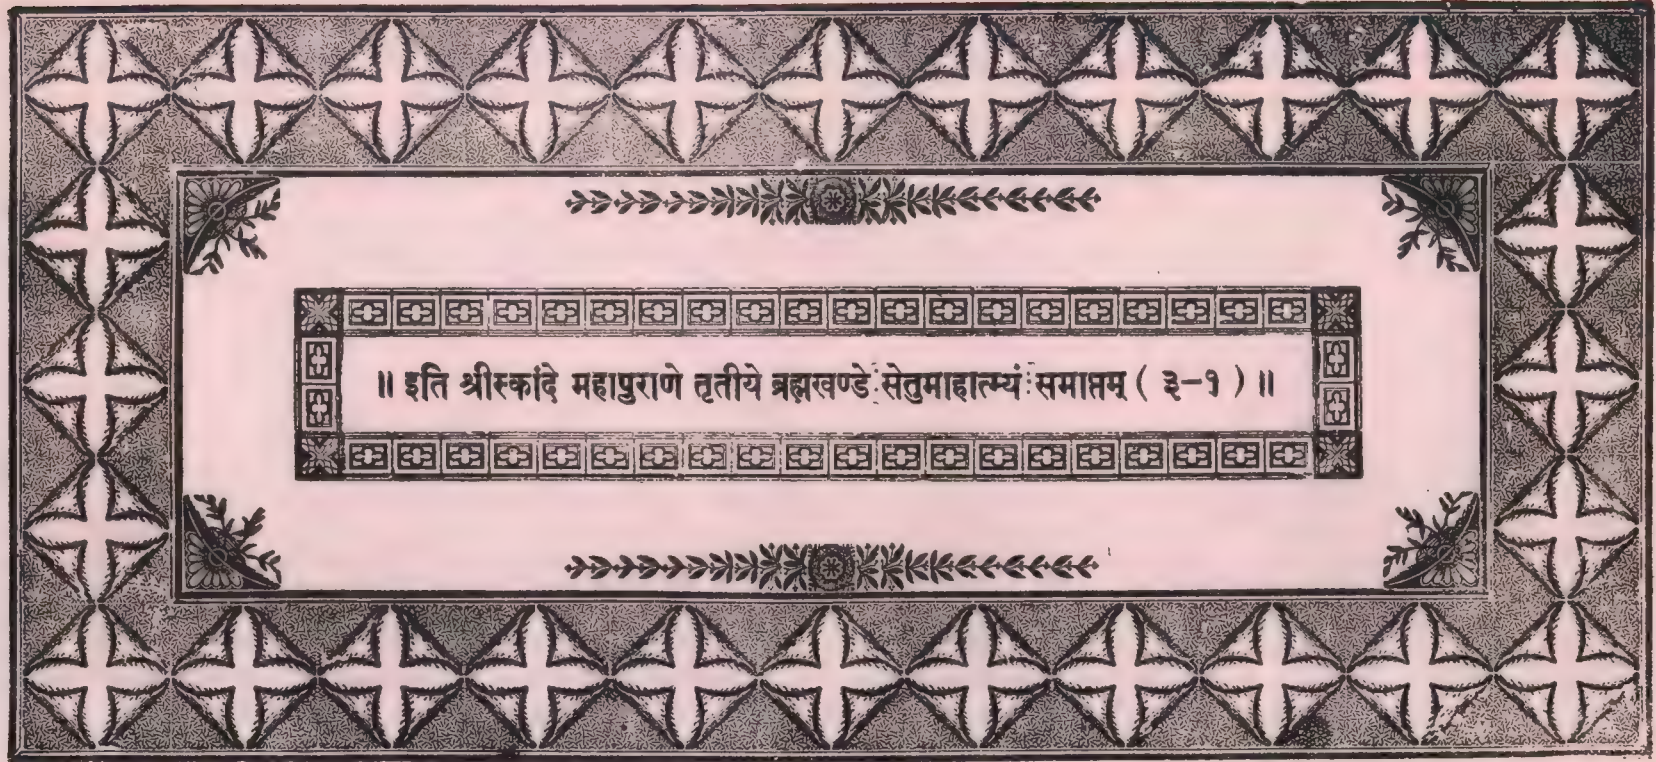 ॥ इति श्रीस्कांदे महापुराणे तृतीये ब्रह्मखण्डे सेतुमाहात्म्यं समाप्तम् ( ३-१ ) ॥